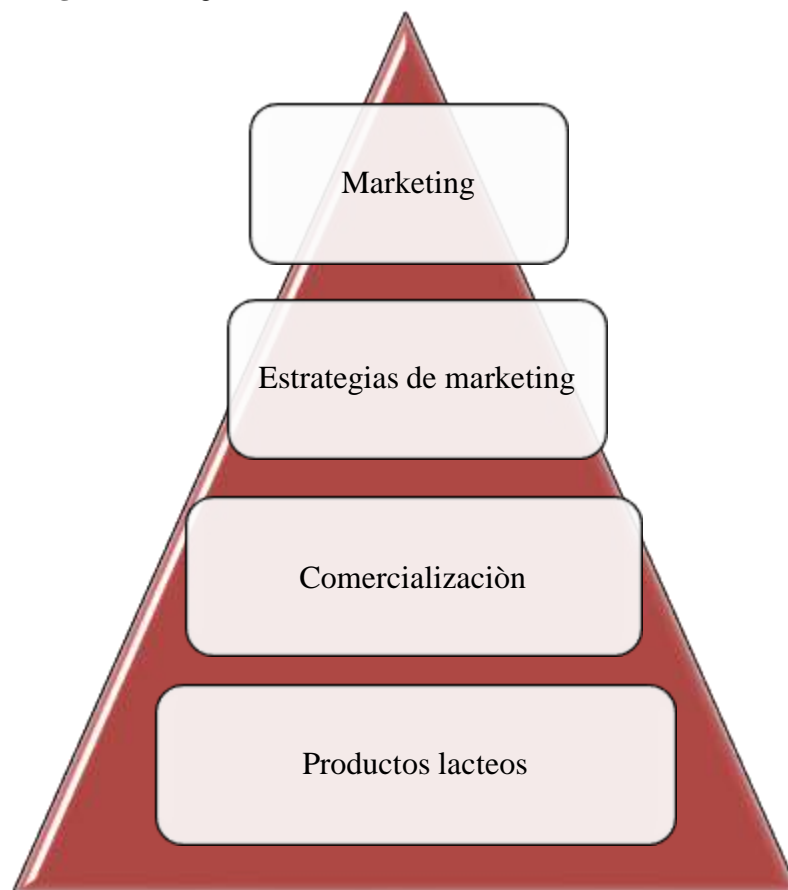 Marketing
Estrategias de marketing
Comercializaciòn
Productos lacteos